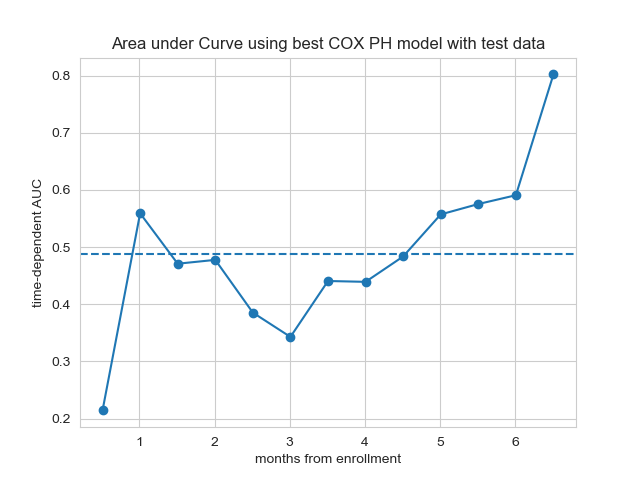 Area under Curve using best COX PH model with test data
time-dependent AUC
0.8
0.7
0.6
0.5
0.4
0.3
0.2
1 2 3 4 5 6
months from enrollment